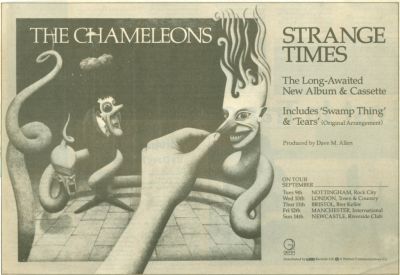 THE CHAMELEONS
STRANGE
TIMES
The Long-Awaited
New Album & Cassette
Includes 'Swamp Thing'
& 'Tears' (Original Arrangement)
Produced by Dave M. Allen
ON TOUR
SEPTEMBER
Tues 9th NOTTINGHAM, Rock City
Wed 10th LONDON, Town & Country
Thur 11th BRISTOL, Bier Keller
Fri 12th MANCHESTER, International
Sun 14th NEWCASTLE, Riverside Club